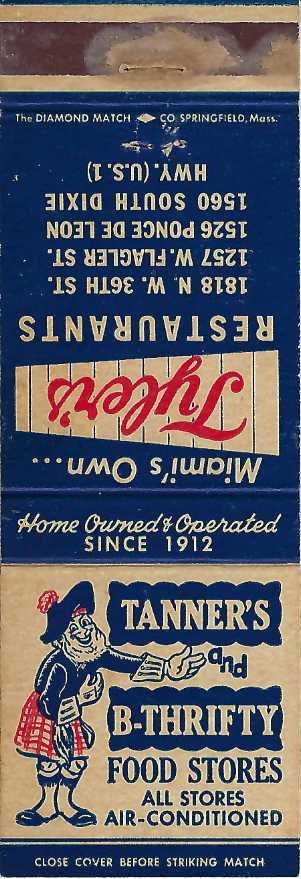 The DIAMOND MATCH CO SPRINGFIELD, Mass.
Miami's Own...
Tyler's
RESTAURANTS
1818 N. W. 36TH ST.
1257 W. FLAGLER ST.
1526 PONCE DE LEON
1560 SOUTH DIXIE
HWY. (U.S. 1)
Home Owned & Operated
SINCE 1912
TANNER'S
and
B-THRIFTY
FOOD STORES
ALL STORES
AIR-CONDITIONED
CLOSE COVER BEFORE STRIKING MATCH